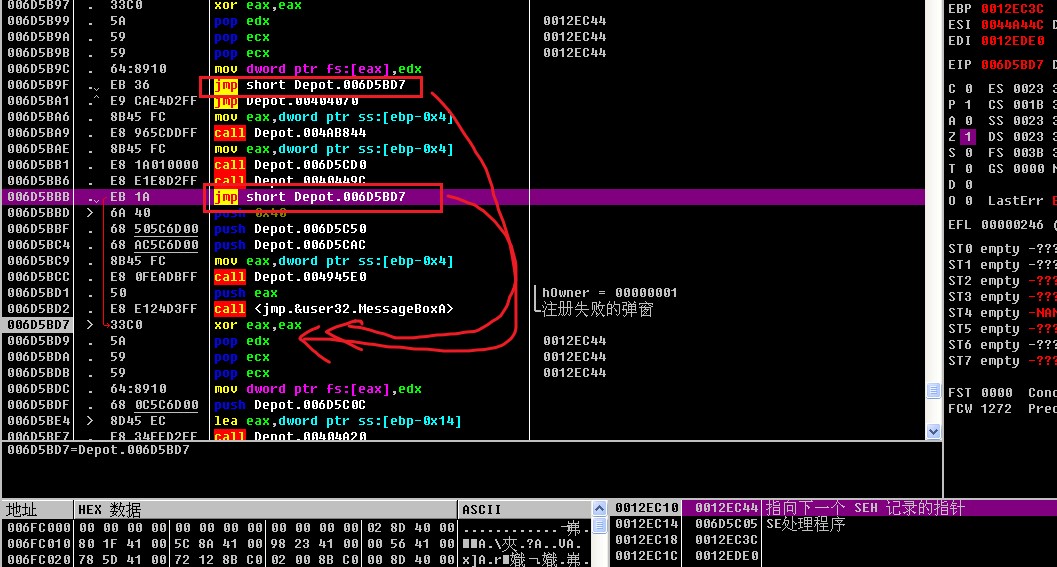 006D5B97 . 33C0 xor eax,eax
006D5B99 . 5A pop edx 0012EC44
006D5B9A . 59 pop ecx 0012EC44
006D5B9B . 59 pop ecx 0012EC44
006D5B9C . 64:8910 mov dword ptr fs:[eax],edx
006D5B9F . EB 36 jmp short Depot.006D5BD7
006D5BA1 . E9 CAE4D2FF jmp Depot.00404070
006D5BA6 . 8B45 FC mov eax,dword ptr ss:[ebp-0x4]
006D5BA9 . E8 965CDDFF call Depot.004AB844
006D5BAE . 8B45 FC mov eax,dword ptr ss:[ebp-0x4]
006D5BB1 . E8 1A010000 call Depot.006D5CD0
006D5BB6 . E8 E1E8D2FF call Depot.0040449C
006D5BBB . EB 1A jmp short Depot.006D5BD7
006D5BBD > 6A 40 push 0x40
006D5BBF . 68 505C6D00 push Depot.006D5C50
006D5BC4 . 68 AC5C6D00 push Depot.006D5CAC
006D5BC9 . 8B45 FC mov eax,dword ptr ss:[ebp-0x4]
006D5BCC . E8 0FEADBFF call Depot.004945E0
006D5BD1 . 50 push eax hOwner = 00000001
006D5BD2 . E8 E124D3FF call <jmp.&user32.MessageBoxA> 注册失败的弹窗
006D5BD7 > 33C0 xor eax,eax
006D5BD9 . 5A pop edx 0012EC44
006D5BDA . 59 pop ecx 0012EC44
006D5BDB . 59 pop ecx 0012EC44
006D5BDC . 64:8910 mov dword ptr fs:[eax],edx
006D5BDF . 68 0C5C6D00 push Depot.006D5C0C
006D5BE4 > 8D45 EC lea eax,dword ptr ss:[ebp-0x14]
006D5BE7 . E8 34EED2FF call Depot.00404A20
006D5BD7=Depot.006D5BD7
EBP 0012EC3C
ESI 0044A44C D
EDI 0012EDE0
EIP 006D5BD7 D
C 0 ES 0023 3
P 1 CS 001B 3
A 0 SS 0023 3
Z 1 DS 0023 3
S 0 FS 003B 3
T 0 GS 0000 N
D 0
O 0 LastErr E
EFL 00000246 (
ST0 empty -???
ST1 empty -???
ST2 empty -???
ST3 empty -???
ST4 empty -NAN
ST5 empty -???
ST6 empty -???
ST7 empty -???
FST 0000 Cond
FCW 1272 Prec
地址 HEX 数据 ASCII
006FC000 00 00 00 00 00 00 00 00 00 00 00 00 02 8D 40 00
006FC010 80 1F 41 00 5C 8A 41 00 98 23 41 00 00 56 41 00
006FC020 78 5D 41 00 72 12 8B C0 02 00 8B C0 00 8D 40 00
0012EC10 0012EC44 指向下一个 SEH 记录的指针
0012EC14 006D5C05 SE处理程序
0012EC18 0012EC3C
0012EC1C 0012EDE0